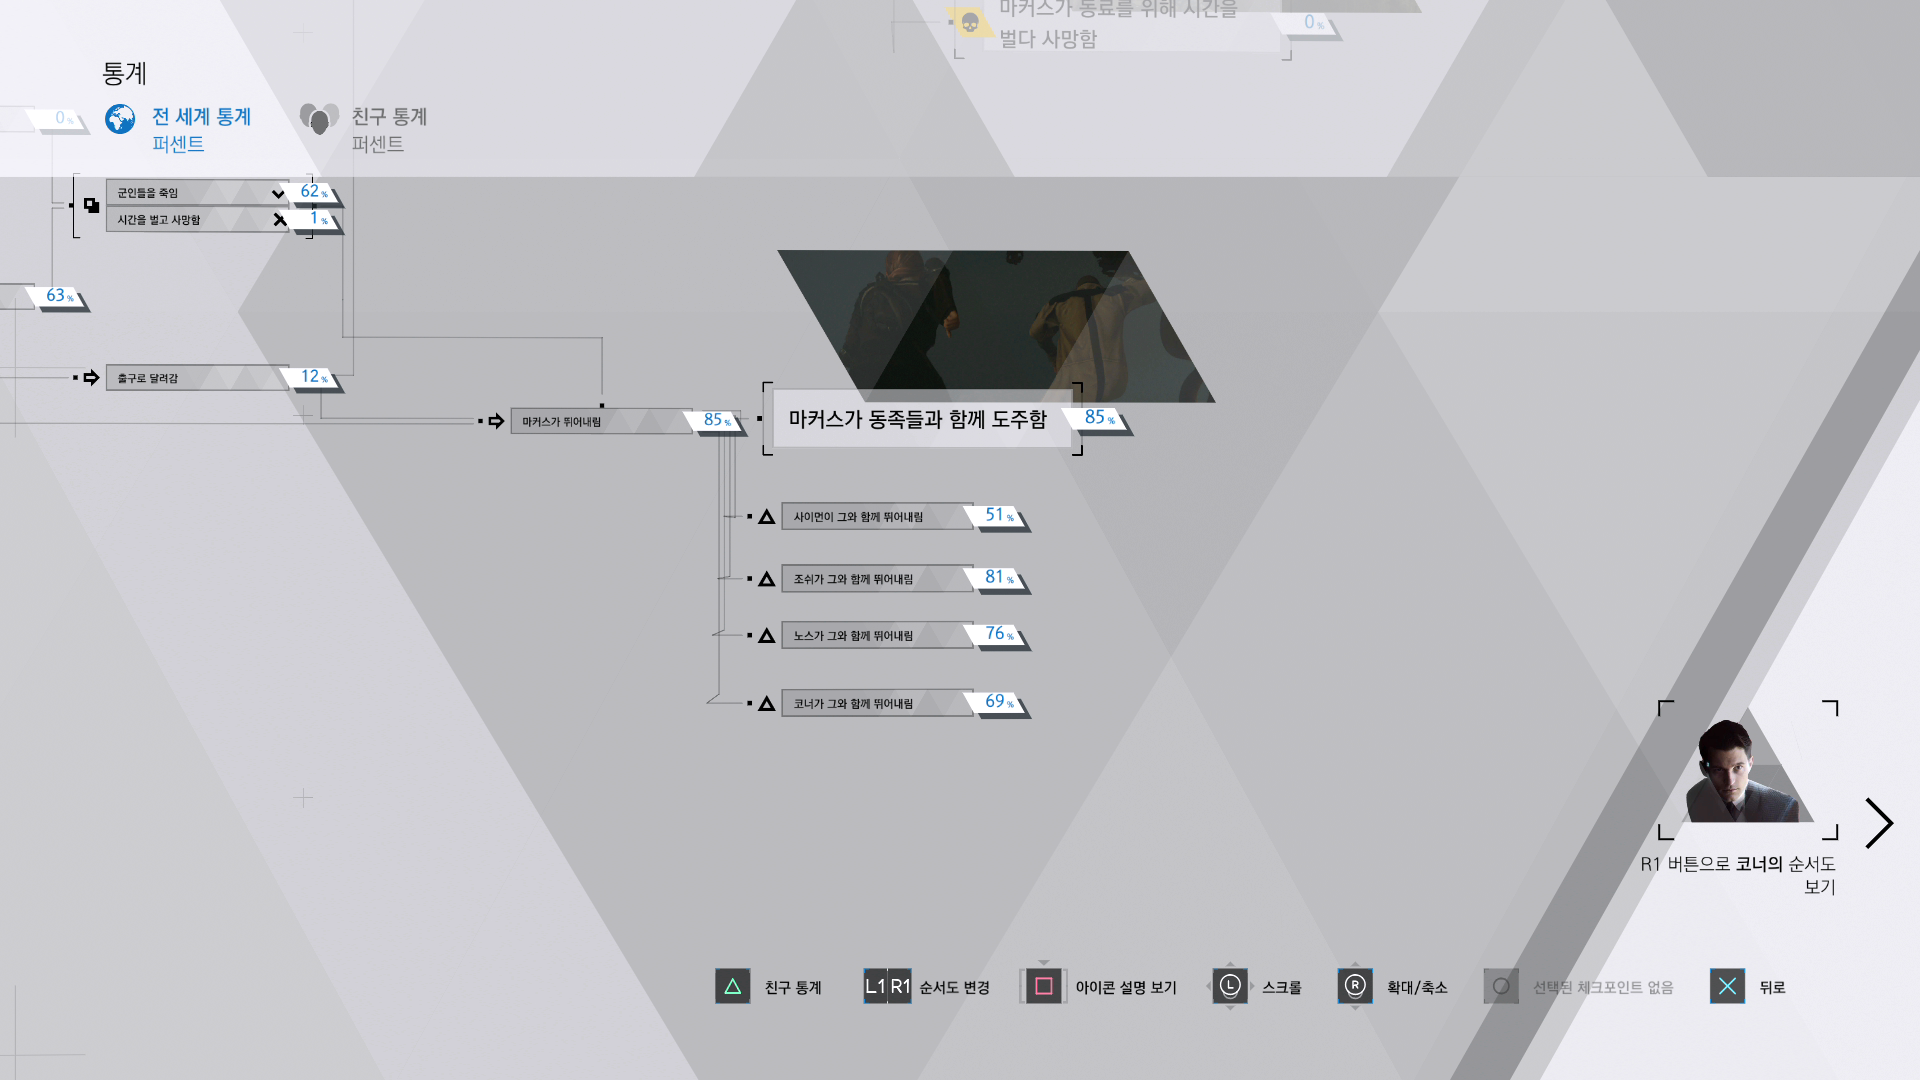 마커스가 동료를 위해 시간을
벌다 사망함
0%
통계
전 세계 통계
퍼센트
친구 통계
퍼센트
0%
군인들을 죽임
62%
시간을 벌고 사망함
1%
63%
출구로 달려감
12%
마커스가 뛰어내림
85%
마커스가 동족들과 함께 도주함
85%
사이먼이 그와 함께 뛰어내림
51%
조쉬가 그와 함께 뛰어내림
81%
노스가 그와 함께 뛰어내림
76%
코너가 그와 함께 뛰어내림
69%
R1 버튼으로 코너의 순서도
보기
친구 통계
L1 R1 순서도 변경
아이콘 설명 보기
L 스크롤
R 확대/축소
선택된 체크포인트 없음
뒤로